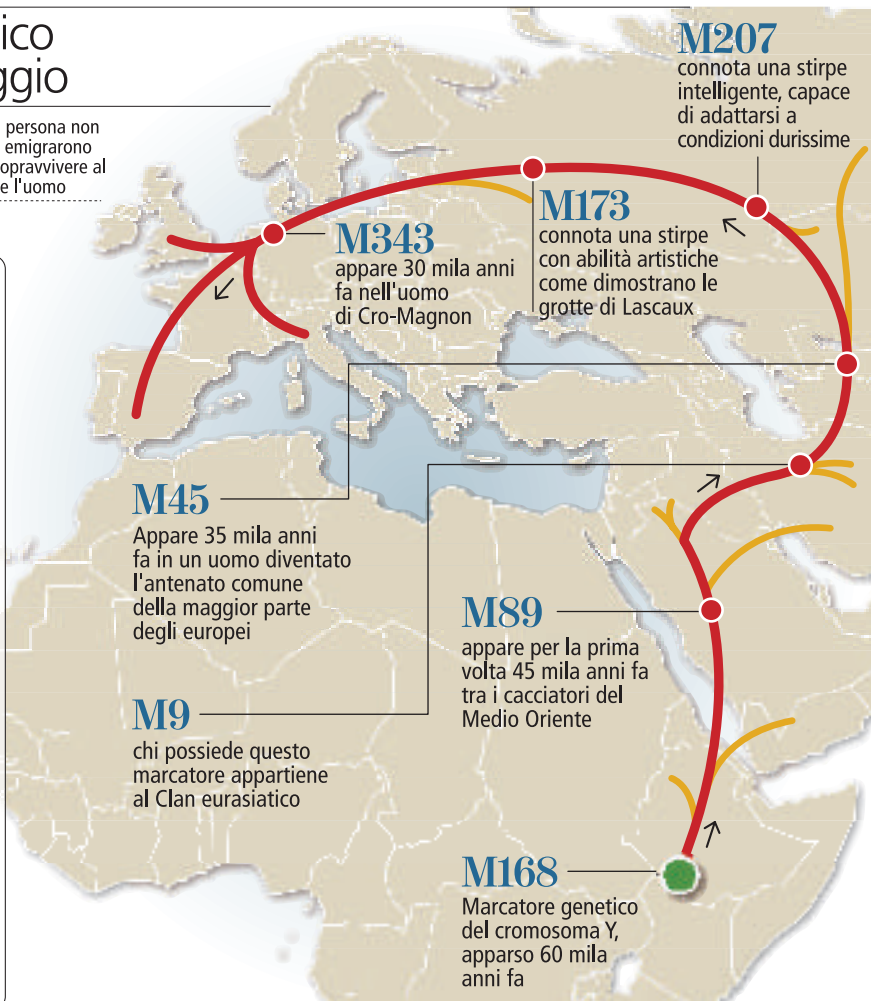 ico
ggio
persona non
emigrarono
opravvivere al
e l'uomo
M207
connota una stirpe
intelligente, capace
di adattarsi a
condizioni durissime
M173
connota una stirpe
con abilità artistiche
come dimostrano le
grotte di Lascaux
M343
appare 30 mila anni
fa nell'uomo
di Cro-Magnon
M45
Appare 35 mila anni
fa in un uomo diventato
l'antenato comune
della maggior parte
degli europei
M89
appare per la prima
volta 45 mila anni fa
tra i cacciatori del
Medio Oriente
M9
chi possiede questo
marcatore appartiene
al Clan eurasiatico
M168
Marcatore genetico
del cromosoma Y,
apparso 60 mila
anni fa